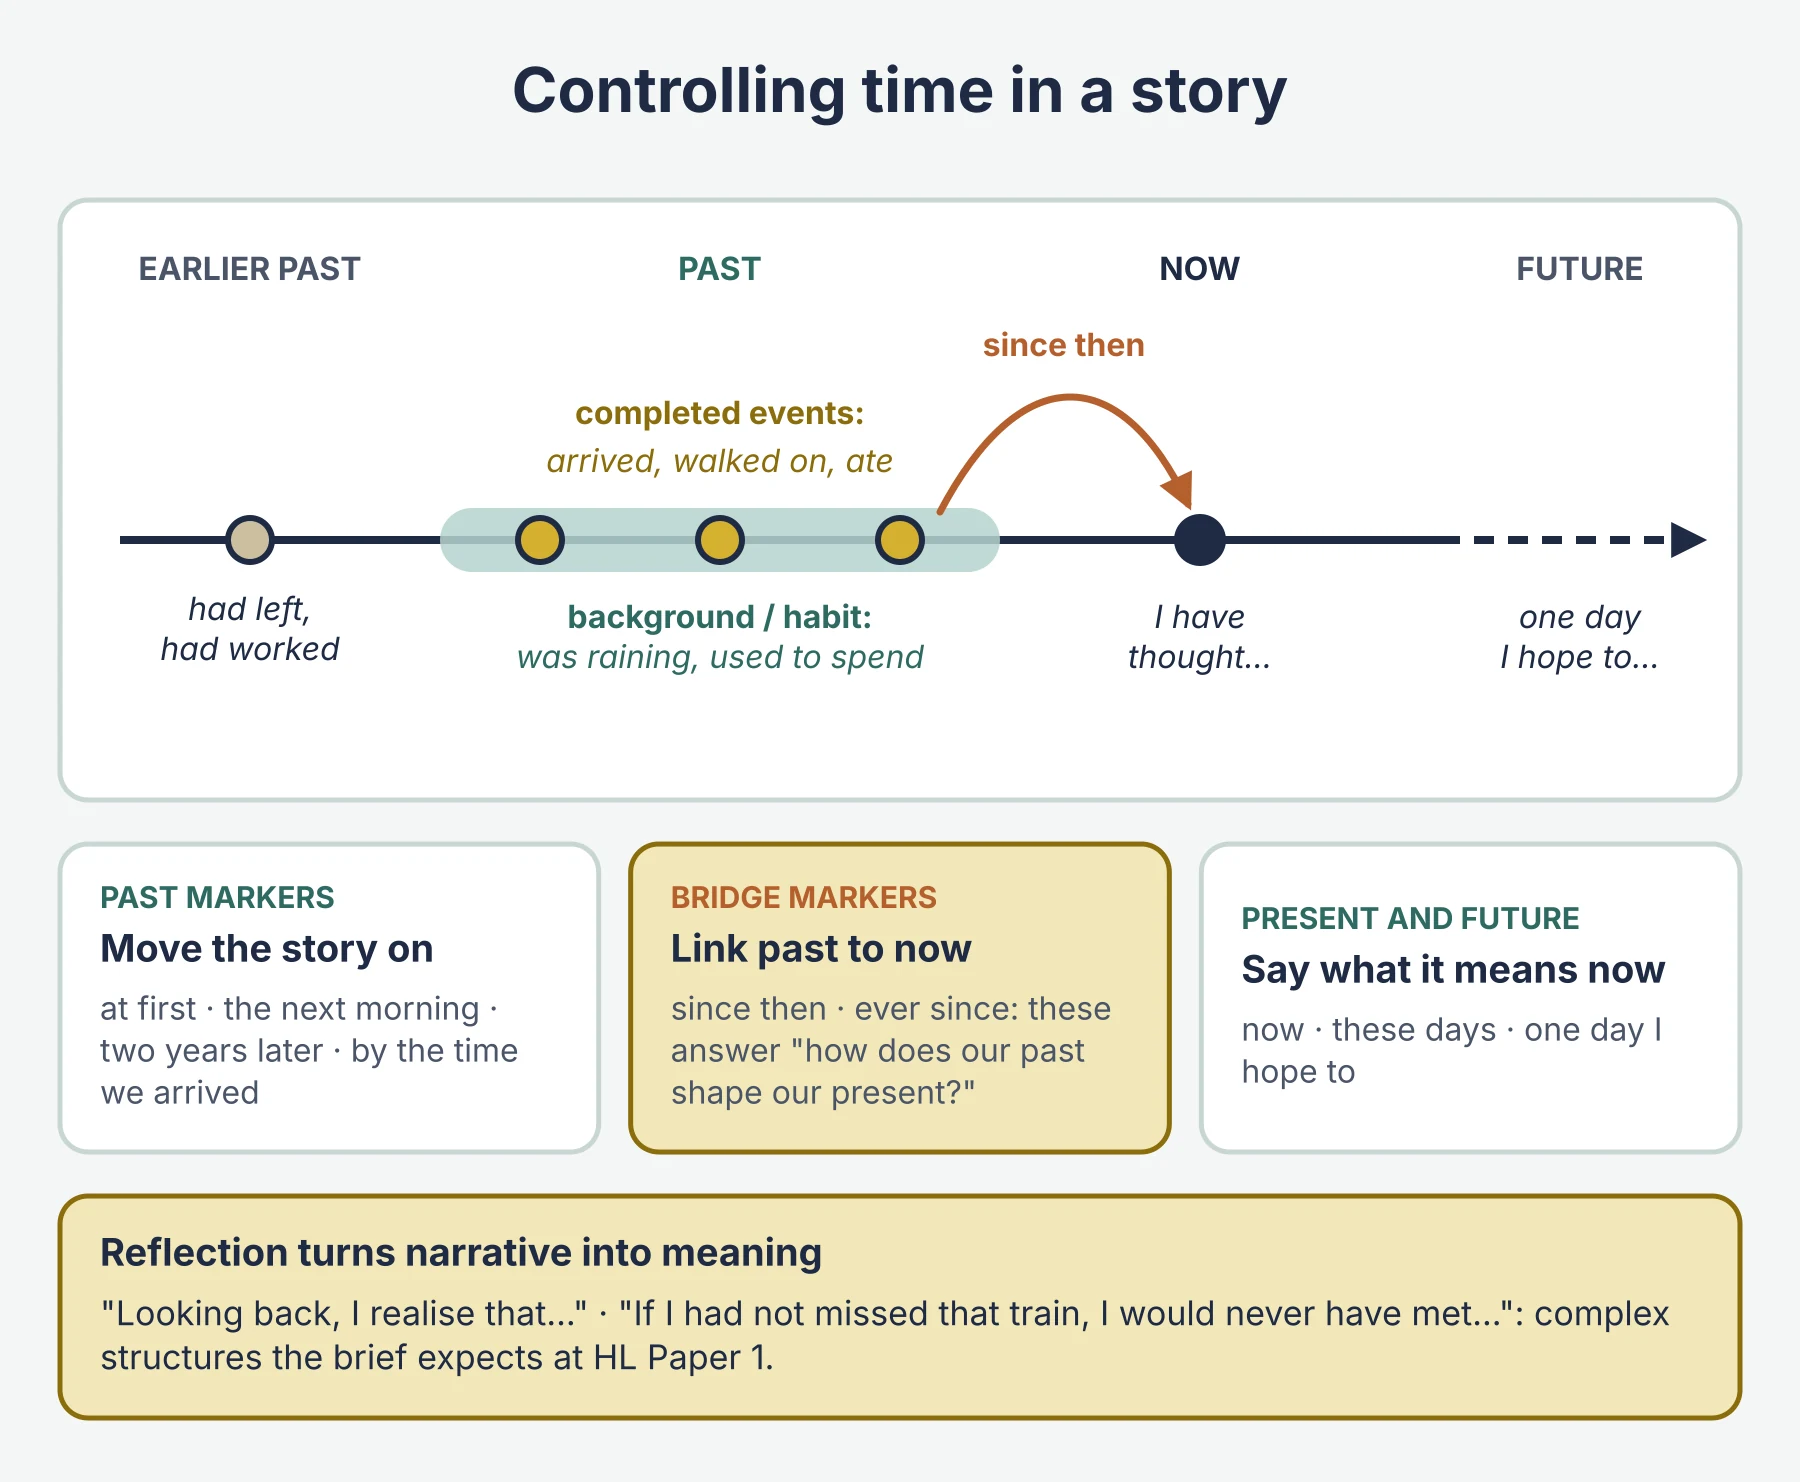 Controlling time in a story
EARLIER PAST
PAST
NOW
FUTURE
since then
completed events:
arrived, walked on, ate
had left,
had worked
background / habit:
was raining, used to spend
I have
thought...
one day
I hope to...
PAST MARKERS
Move the story on
at first · the next morning ·
two years later · by the time
we arrived
BRIDGE MARKERS
Link past to now
since then · ever since: these
answer "how does our past
shape our present?"
PRESENT AND FUTURE
Say what it means now
now · these days · one day I
hope to
Reflection turns narrative into meaning
"Looking back, I realise that..." · "If I had not missed that train, I would never have met...": complex
structures the brief expects at HL Paper 1.